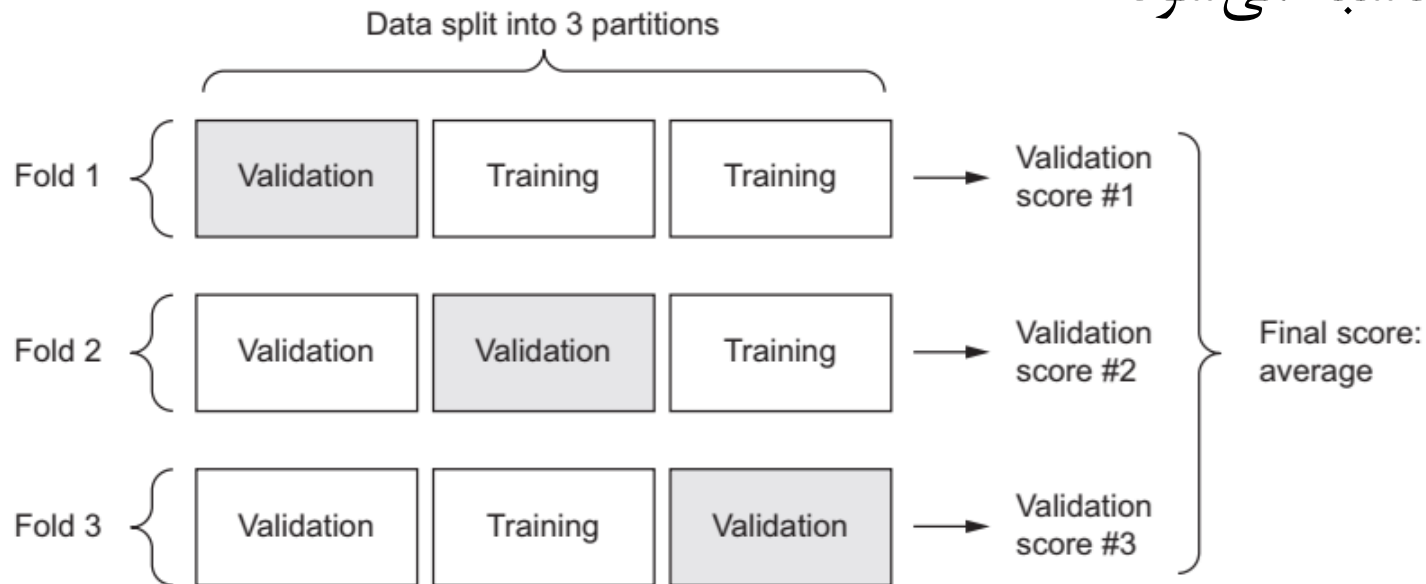 Data split into 3 partitions
Fold 1
Validation
Training
Training
Validation
score #1
Fold 2
Validation
Validation
Training
Validation
score #2
Final score:
average
Fold 3
Validation
Training
Validation
Validation
score #3